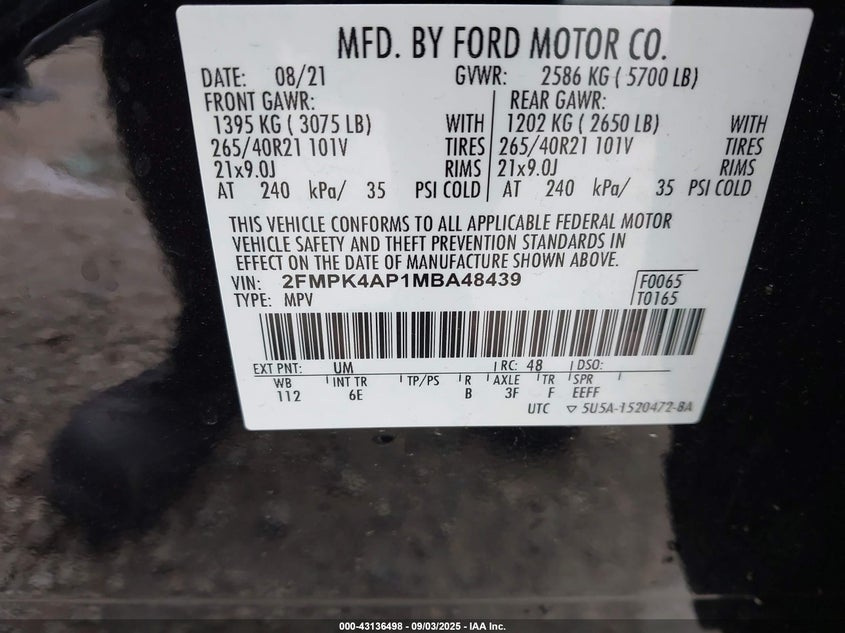 MFD. BY FORD MOTOR CO.
DATE: 08/21 GVWR: 2586 KG ( 5700 LB)
FRONT GAWR: REAR GAWR:
1395 KG ( 3075 LB) WITH 1202 KG ( 2650 LB) WITH
265/40R21 101V TIRES 265/40R21 101V TIRES
21x9.0J RIMS 21x9.0J RIMS
AT 240 kPa/ 35 PSI COLD AT 240 kPa/ 35 PSI COLD
THIS VEHICLE CONFORMS TO ALL APPLICABLE FEDERAL MOTOR
VEHICLE SAFETY AND THEFT PREVENTION STANDARDS IN
EFFECT ON THE DATE OF MANUFACTURE SHOWN ABOVE.
VIN: 2FMPK4AP1MBA48439 F0065
TYPE: MPV T0165
EXT PNT: UM RC: 48 DSO:
WB INT TR TP/PS R AXLE TR SPR
112 6E B 3F F EEFF
UTC ▽ 5U5A-1520472-BA
000-43136498 - 09/03/2025 - IAA Inc.